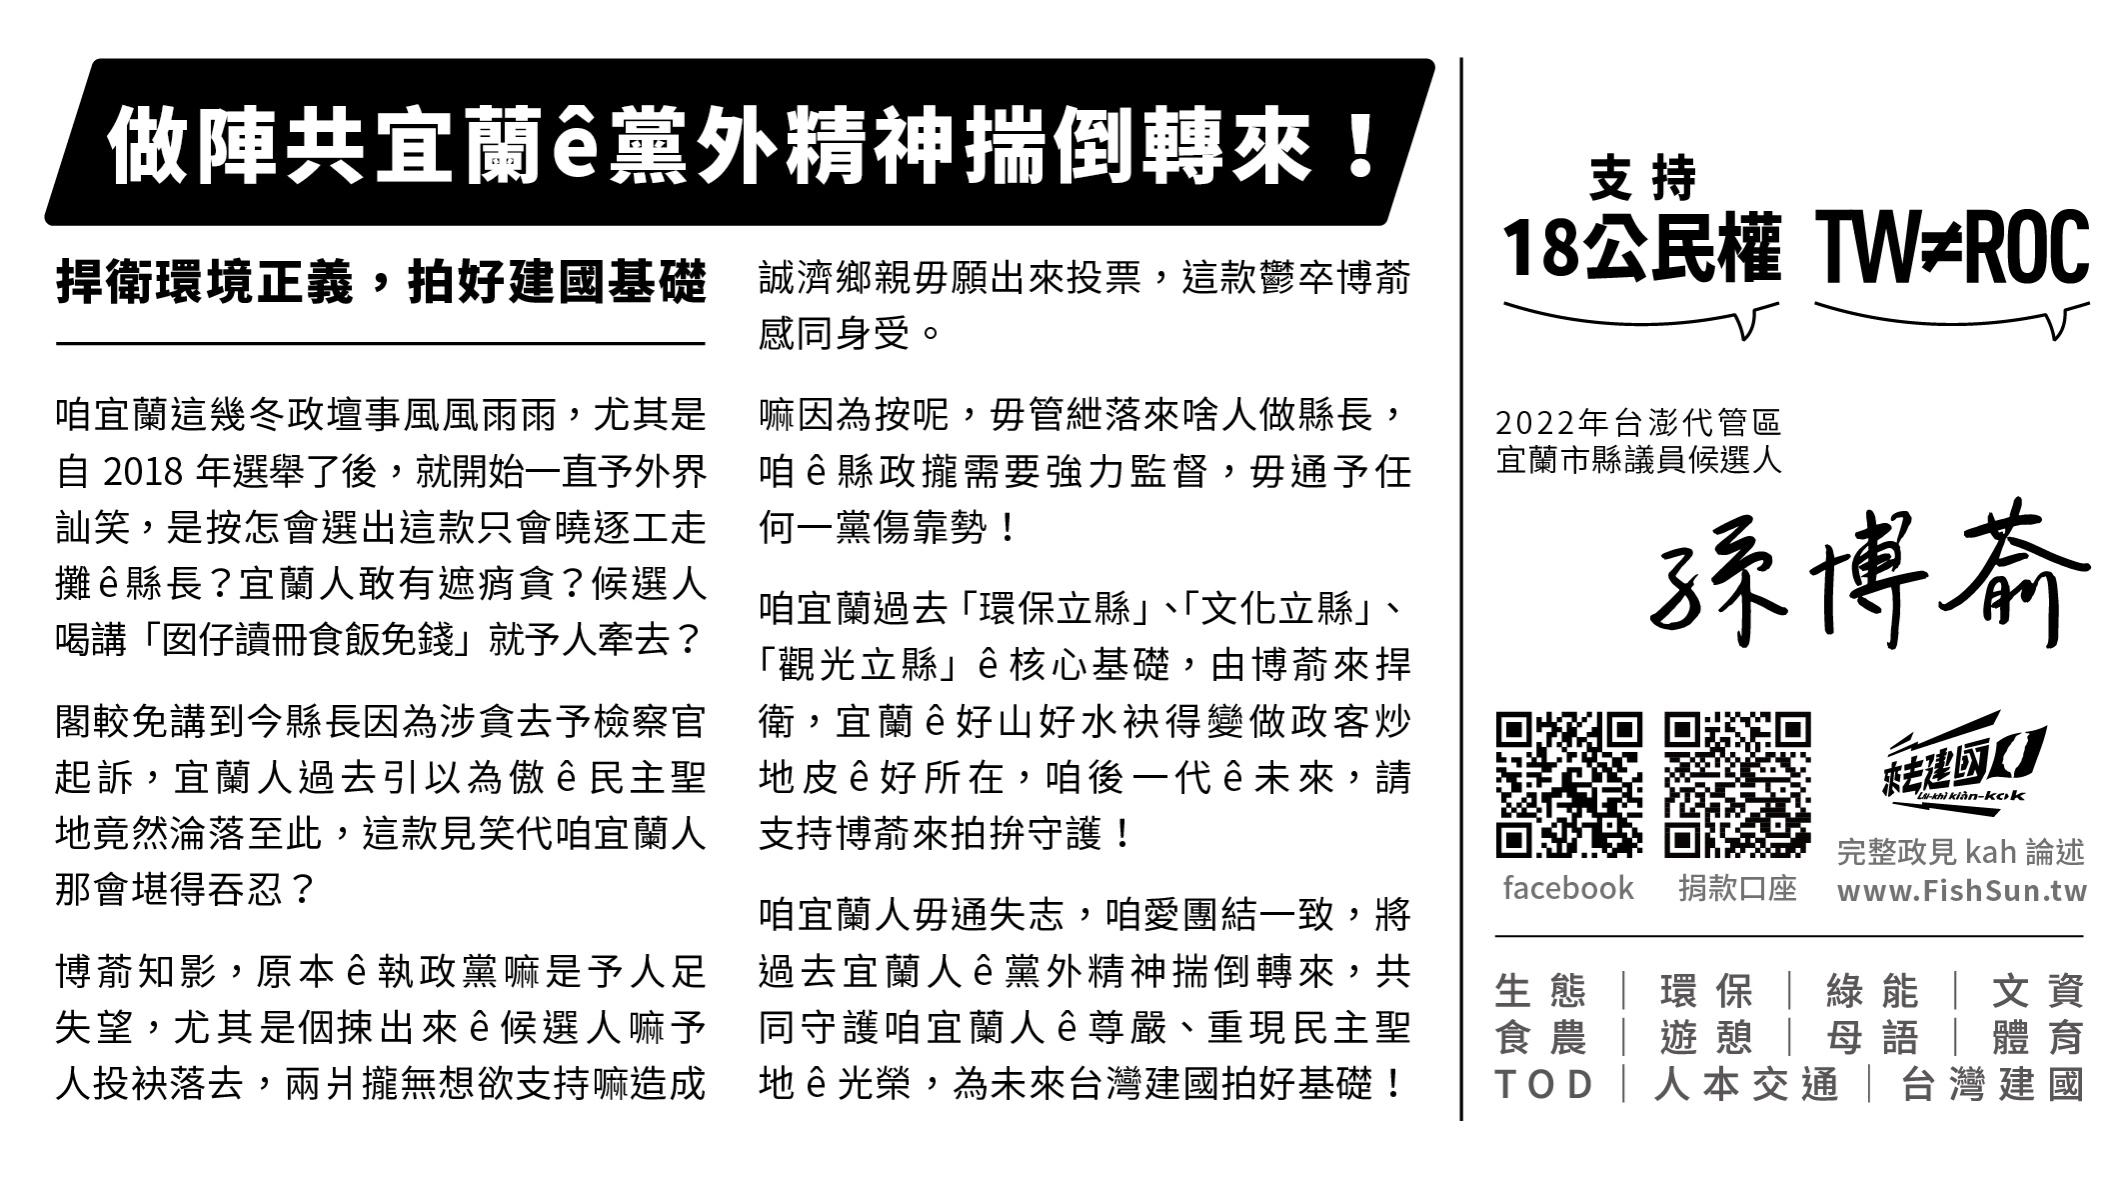 做陣共宜蘭ê黨外精神揣倒轉來！
捍衛環境正義，拍好建國基礎
咱宜蘭這幾冬政壇事風風雨雨，尤其是
自 2018 年選舉了後，就開始一直予外界
訕笑，是按怎會選出這款只會曉逐工走
攤ê縣長？宜蘭人敢有遮痟貪？候選人
喝講「囡仔讀冊食飯免錢」就予人牽去？
閣較免講到今縣長因為涉貪去予檢察官
起訴，宜蘭人過去引以為傲ê民主聖
地竟然淪落至此，這款見笑代咱宜蘭人
那會堪得吞忍？
博萮知影，原本ê執政黨嘛是予人足
失望，尤其是𪜶捒出來ê候選人嘛予
人投袂落去，兩爿攏無想欲支持嘛造成
誠濟鄉親毋願出來投票，這款鬱卒博萮
感同身受。
嘛因為按呢，毋管紲落來啥人做縣長，
咱ê縣政攏需要強力監督，毋通予任
何一黨傷靠勢！
咱宜蘭過去「環保立縣」、「文化立縣」、
「觀光立縣」ê核心基礎，由博萮來捍
衛，宜蘭ê好山好水袂得變做政客炒
地皮ê好所在，咱後一代ê未來，請
支持博萮來拍拚守護！
咱宜蘭人毋通失志，咱愛團結一致，將
過去宜蘭人ê黨外精神揣倒轉來，共
同守護咱宜蘭人ê尊嚴、重現民主聖
地ê光榮，為未來台灣建國拍好基礎！
支持
18公民權 TW≠ROC
2022年台澎代管區
宜蘭市縣議員候選人
孫博萮
來去建國
Lâi-khì kiàn-kok
facebook
捐款口座
完整政見 kah 論述
www.FishSun.tw
生態｜環保｜綠能｜文資
食農｜遊憩｜母語｜體育
TOD｜人本交通｜台灣建國